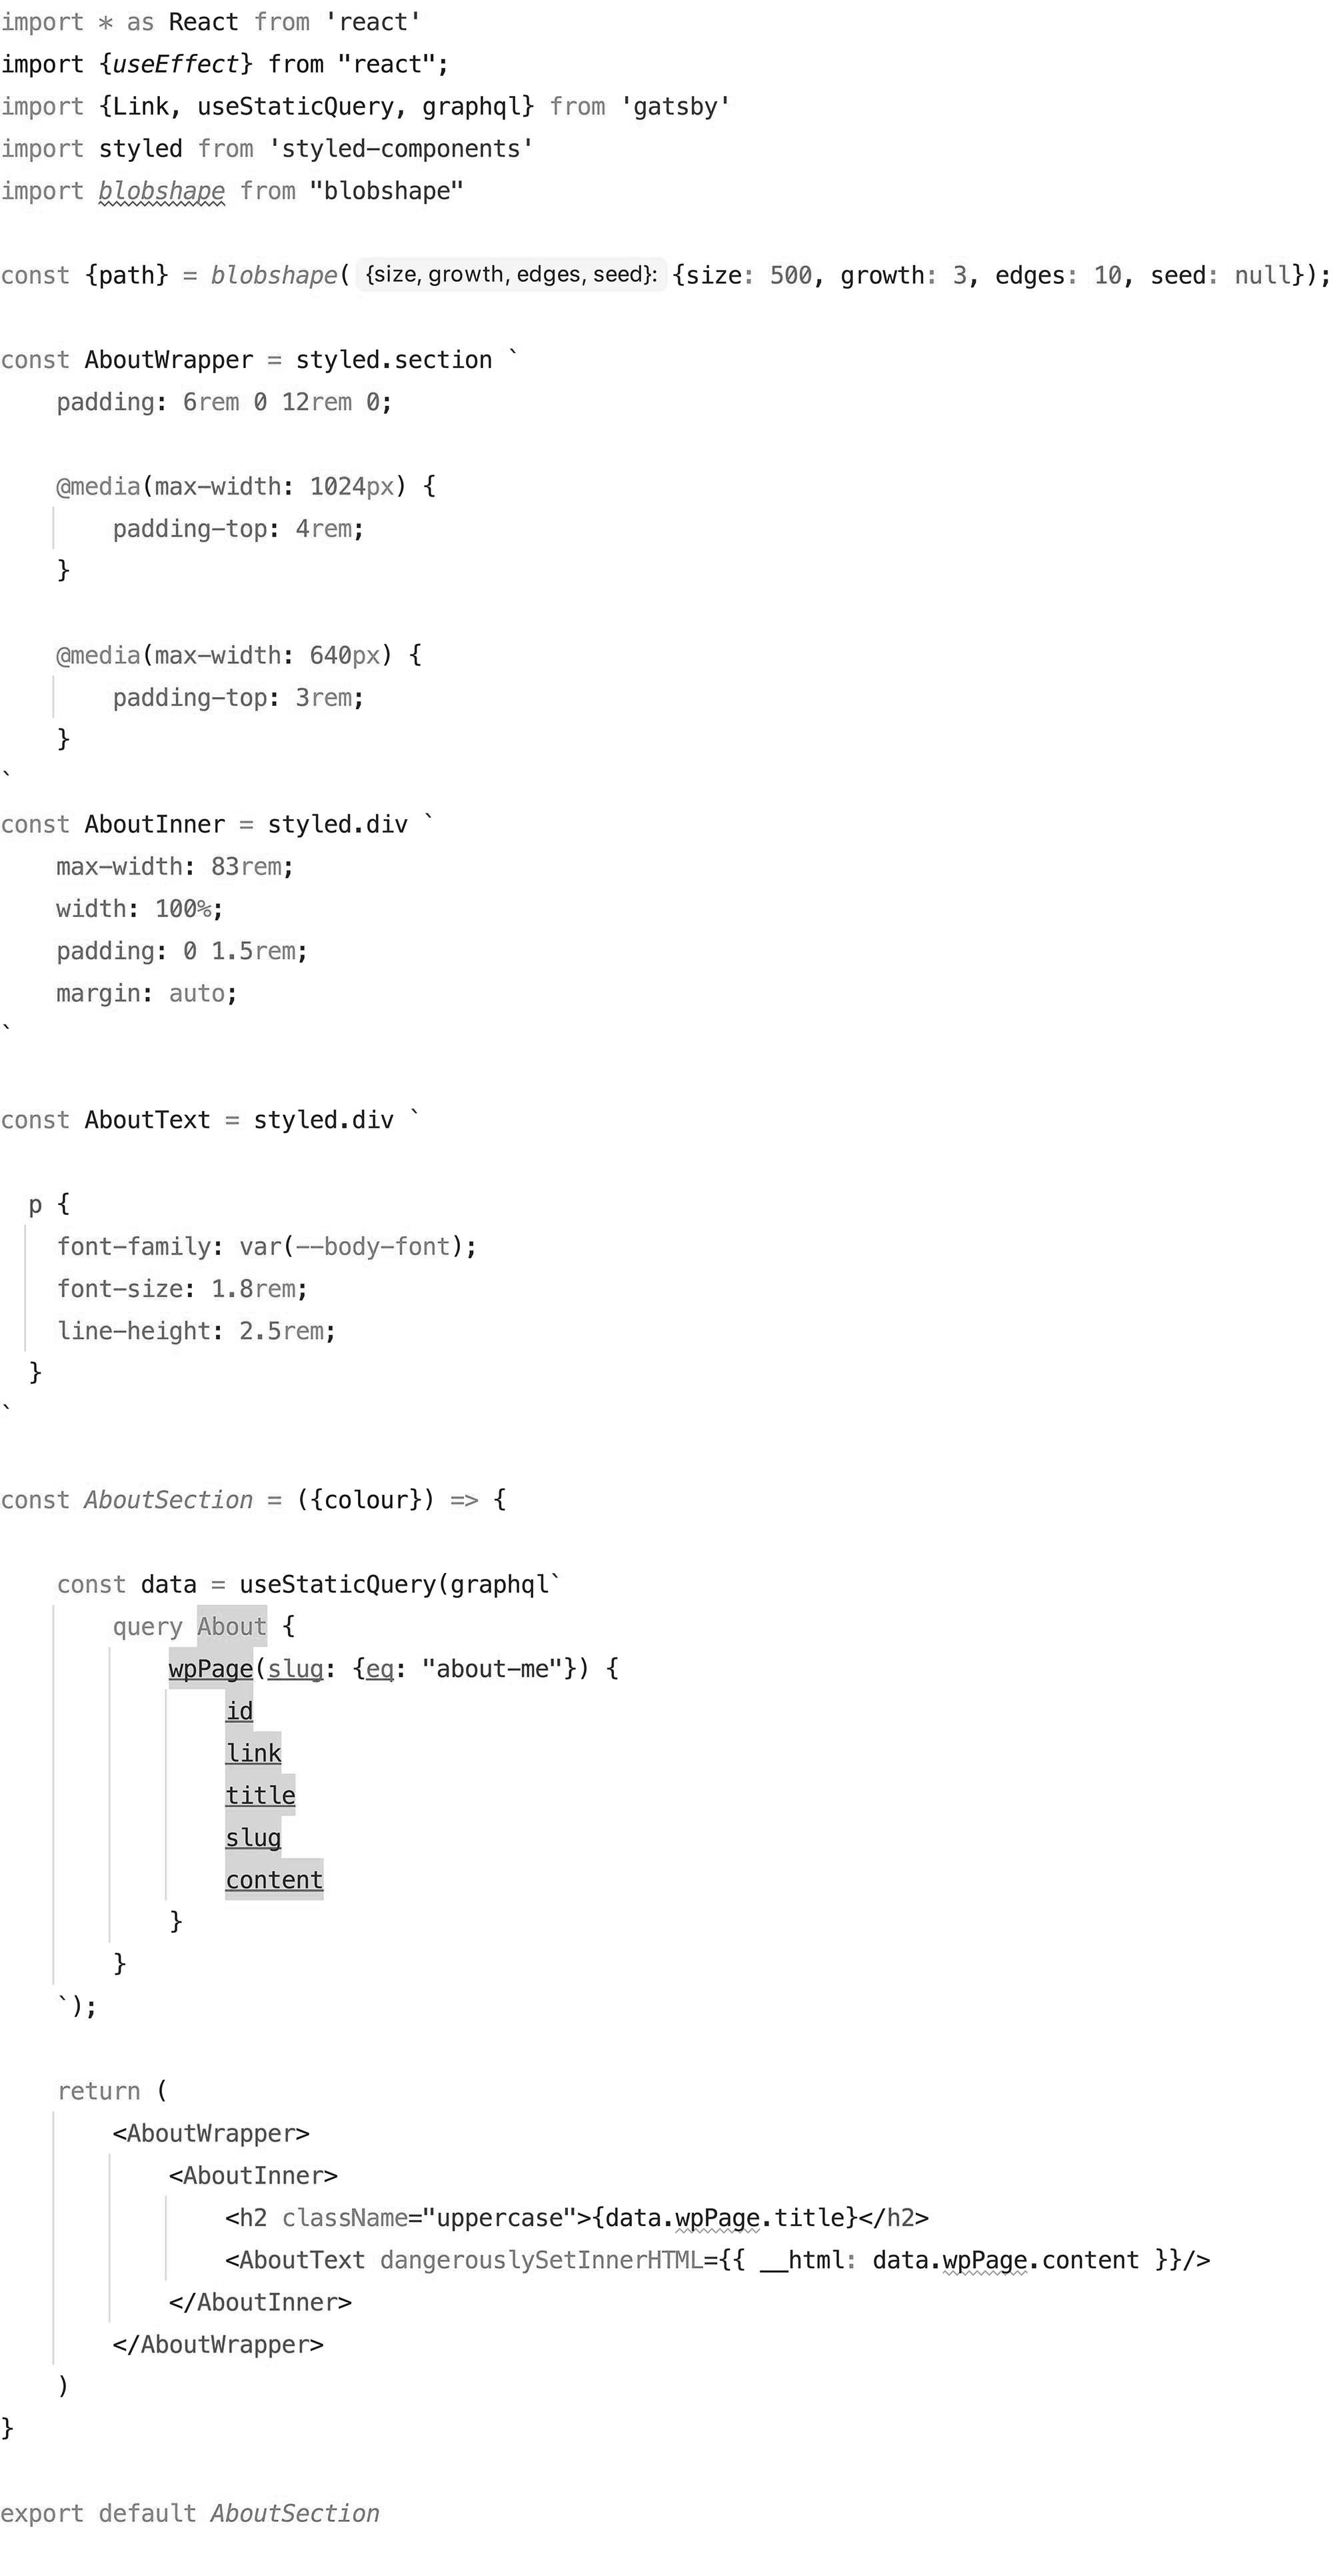 import * as React from 'react'
import {useEffect} from "react";
import {Link, useStaticQuery, graphql} from 'gatsby'
import styled from 'styled-components'
import blobshape from "blobshape"

const {path} = blobshape( {size, growth, edges, seed}: {size: 500, growth: 3, edges: 10, seed: null});

const AboutWrapper = styled.section `
    padding: 6rem 0 12rem 0;

    @media(max-width: 1024px) {
        padding-top: 4rem;
    }

    @media(max-width: 640px) {
        padding-top: 3rem;
    }
`
const AboutInner = styled.div `
    max-width: 83rem;
    width: 100%;
    padding: 0 1.5rem;
    margin: auto;
`

const AboutText = styled.div `

  p {
    font-family: var(--body-font);
    font-size: 1.8rem;
    line-height: 2.5rem;
  }
`

const AboutSection = ({colour}) => {

    const data = useStaticQuery(graphql`
        query About {
            wpPage(slug: {eq: "about-me"}) {
                id
                link
                title
                slug
                content
            }
        }
    `);

    return (
        <AboutWrapper>
            <AboutInner>
                <h2 className="uppercase">{data.wpPage.title}</h2>
                <AboutText dangerouslySetInnerHTML={{ __html: data.wpPage.content }}/>
            </AboutInner>
        </AboutWrapper>
    )
}

export default AboutSection